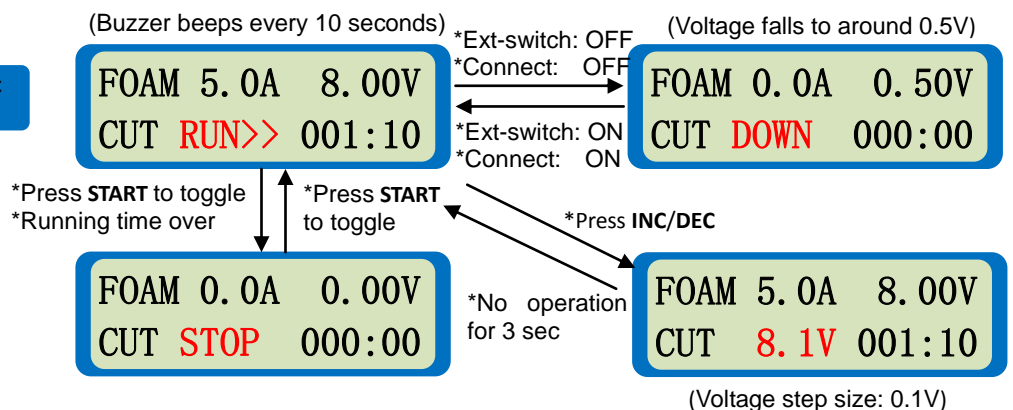 (Buzzer beeps every 10 seconds)
*Ext-switch: OFF
*Connect: OFF
(Voltage falls to around 0.5V)
FOAM 5.0A 8.00V
CUT RUN>> 001:10
FOAM 0.0A 0.50V
CUT DOWN 000:00
*Ext-switch: ON
*Connect: ON
*Press START to toggle
*Running time over
*Press START
to toggle
*Press INC/DEC
FOAM 0.0A 0.00V
CUT STOP 000:00
*No operation
for 3 sec
FOAM 5.0A 8.00V
CUT 8.1V 001:10
(Voltage step size: 0.1V)